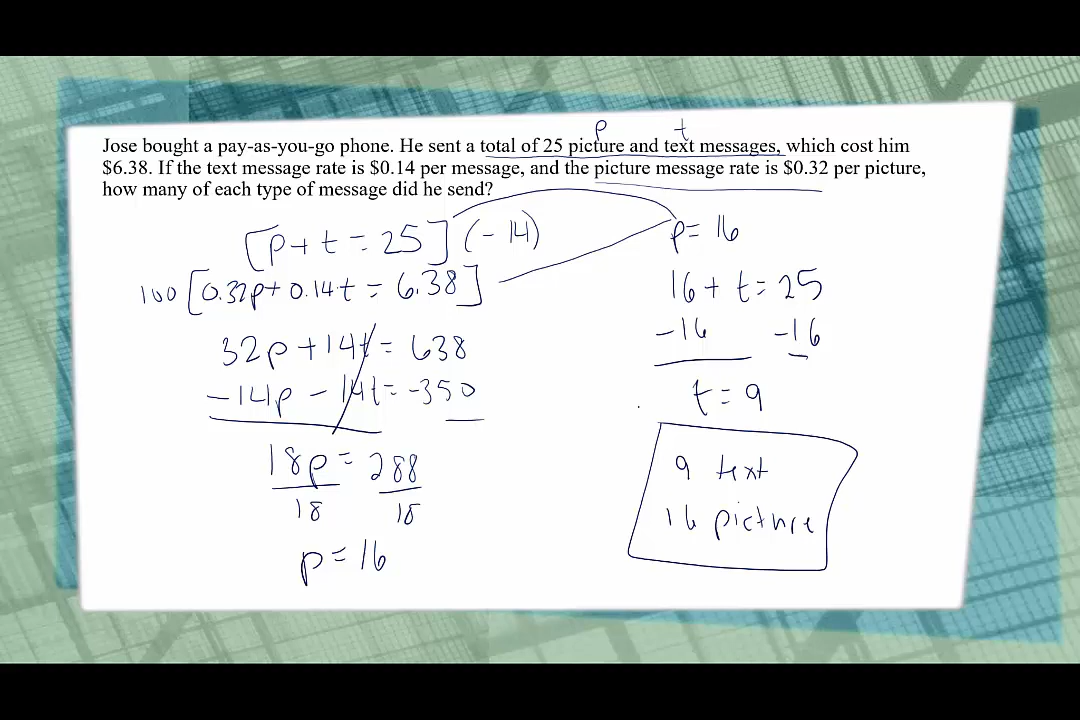 p t
Jose bought a pay-as-you-go phone. He sent a total of 25 picture and text messages, which cost him
$6.38. If the text message rate is $0.14 per message, and the picture message rate is $0.32 per picture,
how many of each type of message did he send?
[p + t = 25] (-14)
100 [0.32p + 0.14t = 6.38]
32p + 14t = 638
-14p - 14t = -350
18p = 288
18 18
p = 16
p = 16
16 + t = 25
-16 -16
t = 9
9 text
16 picture